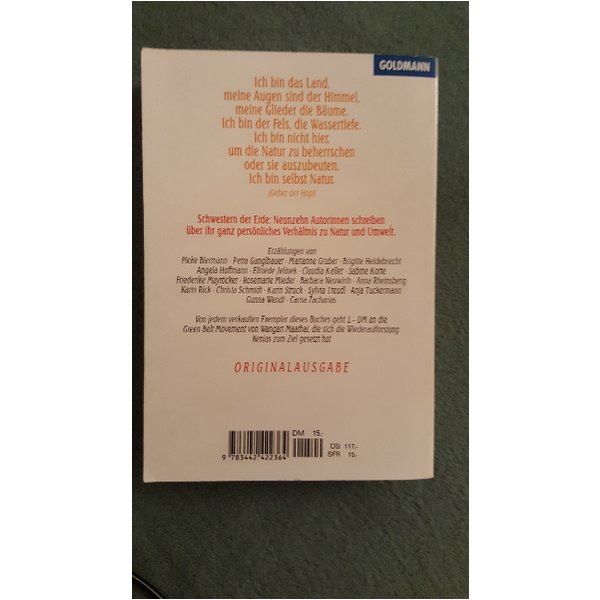 GOLDMANN
Ich bin das Land,
meine Augen sind der Himmel,
meine Glieder die Bäume.
Ich bin der Fels, die Wassertiefe.
Ich bin nicht hier,
um die Natur zu beherrschen
oder sie auszubeuten.
Ich bin selbst Natur.
(Gebet der Hopi)
Schwestern der Erde: Neunzehn Autorinnen schreiben
über ihr ganz persönliches Verhältnis zu Natur und Umwelt.
Erzählungen von
Pieke Biermann · Petra Ganglbauer · Marianne Gruber · Brigitte Heidebrecht
Angela Hoffmann · Elfriede Jelinek · Claudia Keller · Sabine Korte
Friederike Mayröcker · Rosemarie Mieder · Barbara Neuwirth · Anna Rheinsberg
Karin Rick · Christa Schmidt · Karin Struck · Sylvia Treudl · Anja Tuckermann
Gunna Wendt · Carna Zacharias
Von jedem verkauften Exemplar dieses Buches geht 1,– DM an die
Green Belt Movement von Wangari Maathai, die sich die Wiederaufforstung
Kenias zum Ziel gesetzt hat
ORIGINALAUSGABE
DM 15,-
ÖS 117,-
SFR 15,-
9 783442 422364